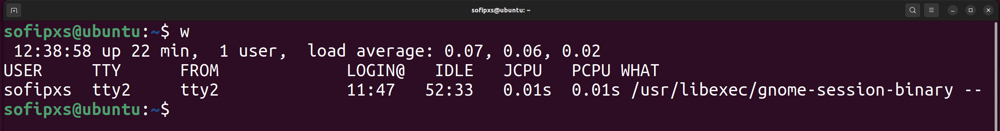 sofipxs@ubuntu: ~
sofipxs@ubuntu:~$ w
 12:38:58 up 22 min,  1 user,  load average: 0.07, 0.06, 0.02
USER     TTY      FROM             LOGIN@   IDLE   JCPU   PCPU WHAT
sofipxs  tty2     tty2             11:47   52:33   0.01s  0.01s /usr/libexec/gnome-session-binary --
sofipxs@ubuntu:~$